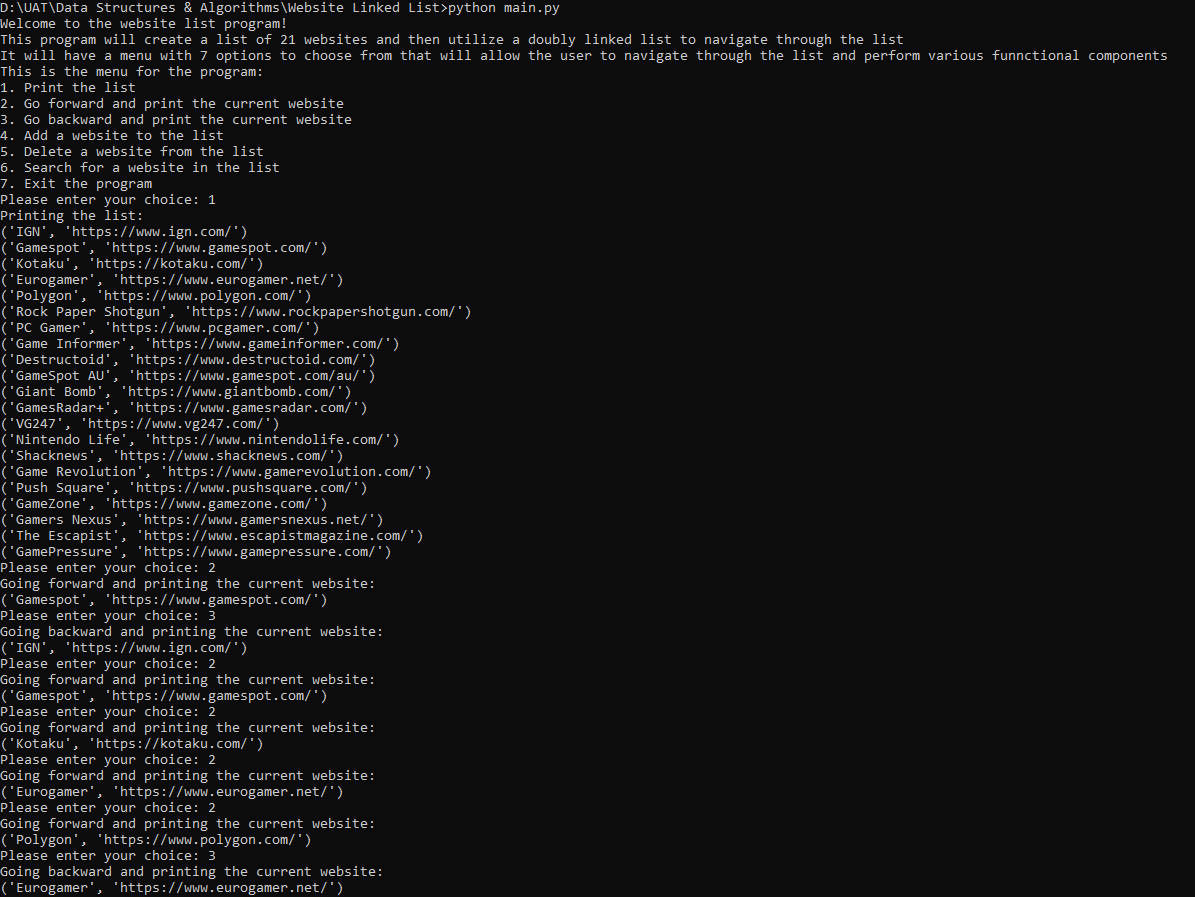 D:\UAT\Data Structures & Algorithms\Website Linked List>python main.py
Welcome to the website list program!
This program will create a list of 21 websites and then utilize a doubly linked list to navigate through the list
It will have a menu with 7 options to choose from that will allow the user to navigate through the list and perform various funnctional components
This is the menu for the program:
1. Print the list
2. Go forward and print the current website
3. Go backward and print the current website
4. Add a website to the list
5. Delete a website from the list
6. Search for a website in the list
7. Exit the program
Please enter your choice: 1
Printing the list:
('IGN', 'https://www.ign.com/')
('Gamespot', 'https://www.gamespot.com/')
('Kotaku', 'https://kotaku.com/')
('Eurogamer', 'https://www.eurogamer.net/')
('Polygon', 'https://www.polygon.com/')
('Rock Paper Shotgun', 'https://www.rockpapershotgun.com/')
('PC Gamer', 'https://www.pcgamer.com/')
('Game Informer', 'https://www.gameinformer.com/')
('Destructoid', 'https://www.destructoid.com/')
('GameSpot AU', 'https://www.gamespot.com/au/')
('Giant Bomb', 'https://www.giantbomb.com/')
('GamesRadar+', 'https://www.gamesradar.com/')
('VG247', 'https://www.vg247.com/')
('Nintendo Life', 'https://www.nintendolife.com/')
('Shacknews', 'https://www.shacknews.com/')
('Game Revolution', 'https://www.gamerevolution.com/')
('Push Square', 'https://www.pushsquare.com/')
('GameZone', 'https://www.gamezone.com/')
('Gamers Nexus', 'https://www.gamersnexus.net/')
('The Escapist', 'https://www.escapistmagazine.com/')
('GamePressure', 'https://www.gamepressure.com/')
Please enter your choice: 2
Going forward and printing the current website:
('Gamespot', 'https://www.gamespot.com/')
Please enter your choice: 3
Going backward and printing the current website:
('IGN', 'https://www.ign.com/')
Please enter your choice: 2
Going forward and printing the current website:
('Gamespot', 'https://www.gamespot.com/')
Please enter your choice: 2
Going forward and printing the current website:
('Kotaku', 'https://kotaku.com/')
Please enter your choice: 2
Going forward and printing the current website:
('Eurogamer', 'https://www.eurogamer.net/')
Please enter your choice: 2
Going forward and printing the current website:
('Polygon', 'https://www.polygon.com/')
Please enter your choice: 3
Going backward and printing the current website:
('Eurogamer', 'https://www.eurogamer.net/')